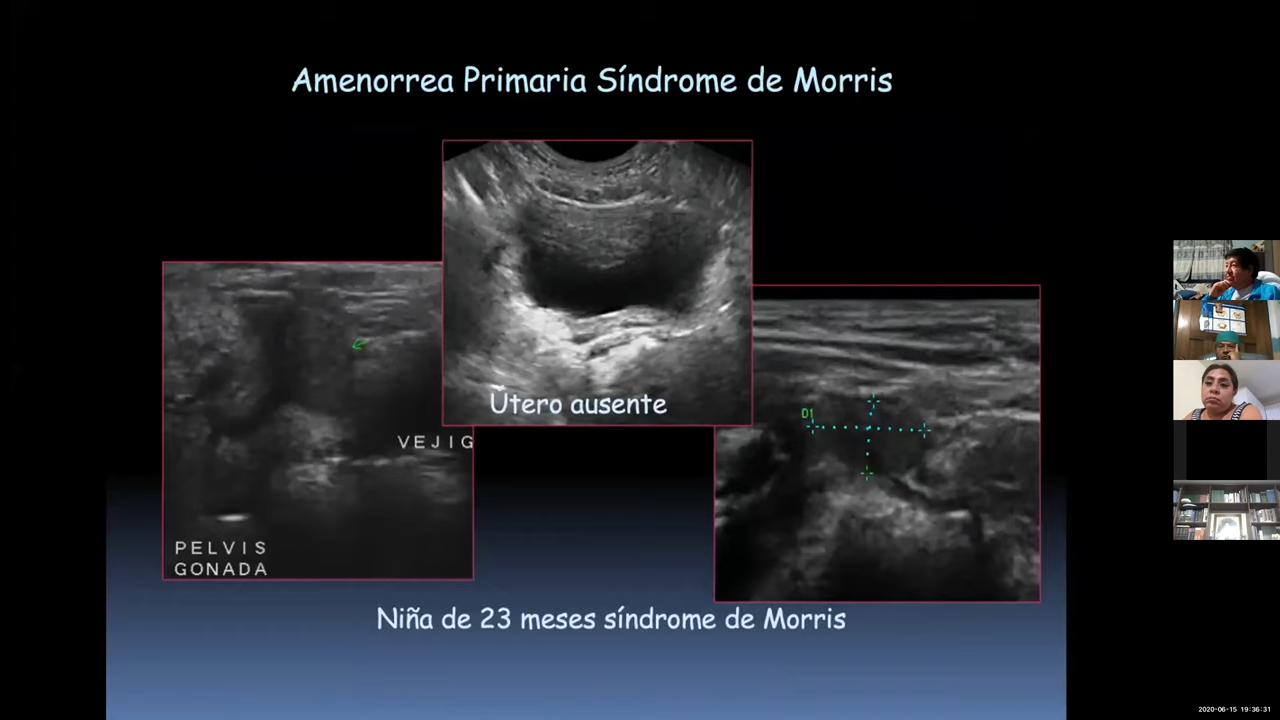 Amenorrea Primaria Síndrome de Morris
Útero ausente
D1
VEJIG
PELVIS
GONADA
Niña de 23 meses síndrome de Morris
2020-06-15 19:36:31